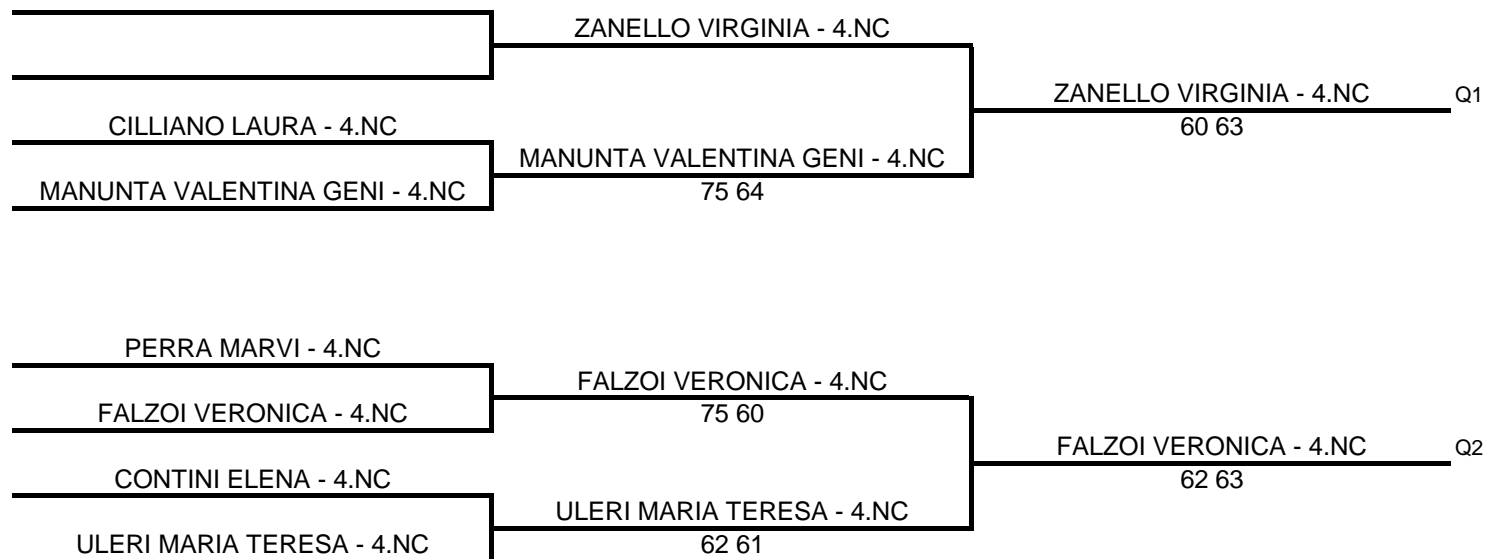 ZANELLO VIRGINIA - 4.NC
ZANELLO VIRGINIA - 4.NC Q1
CILLIANO LAURA - 4.NC
60 63
MANUNTA VALENTINA GENI - 4.NC
MANUNTA VALENTINA GENI - 4.NC
75 64
PERRA MARVI - 4.NC
FALZOI VERONICA - 4.NC
FALZOI VERONICA - 4.NC
75 60
FALZOI VERONICA - 4.NC Q2
CONTINI ELENA - 4.NC
62 63
ULERI MARIA TERESA - 4.NC
ULERI MARIA TERESA - 4.NC
62 61